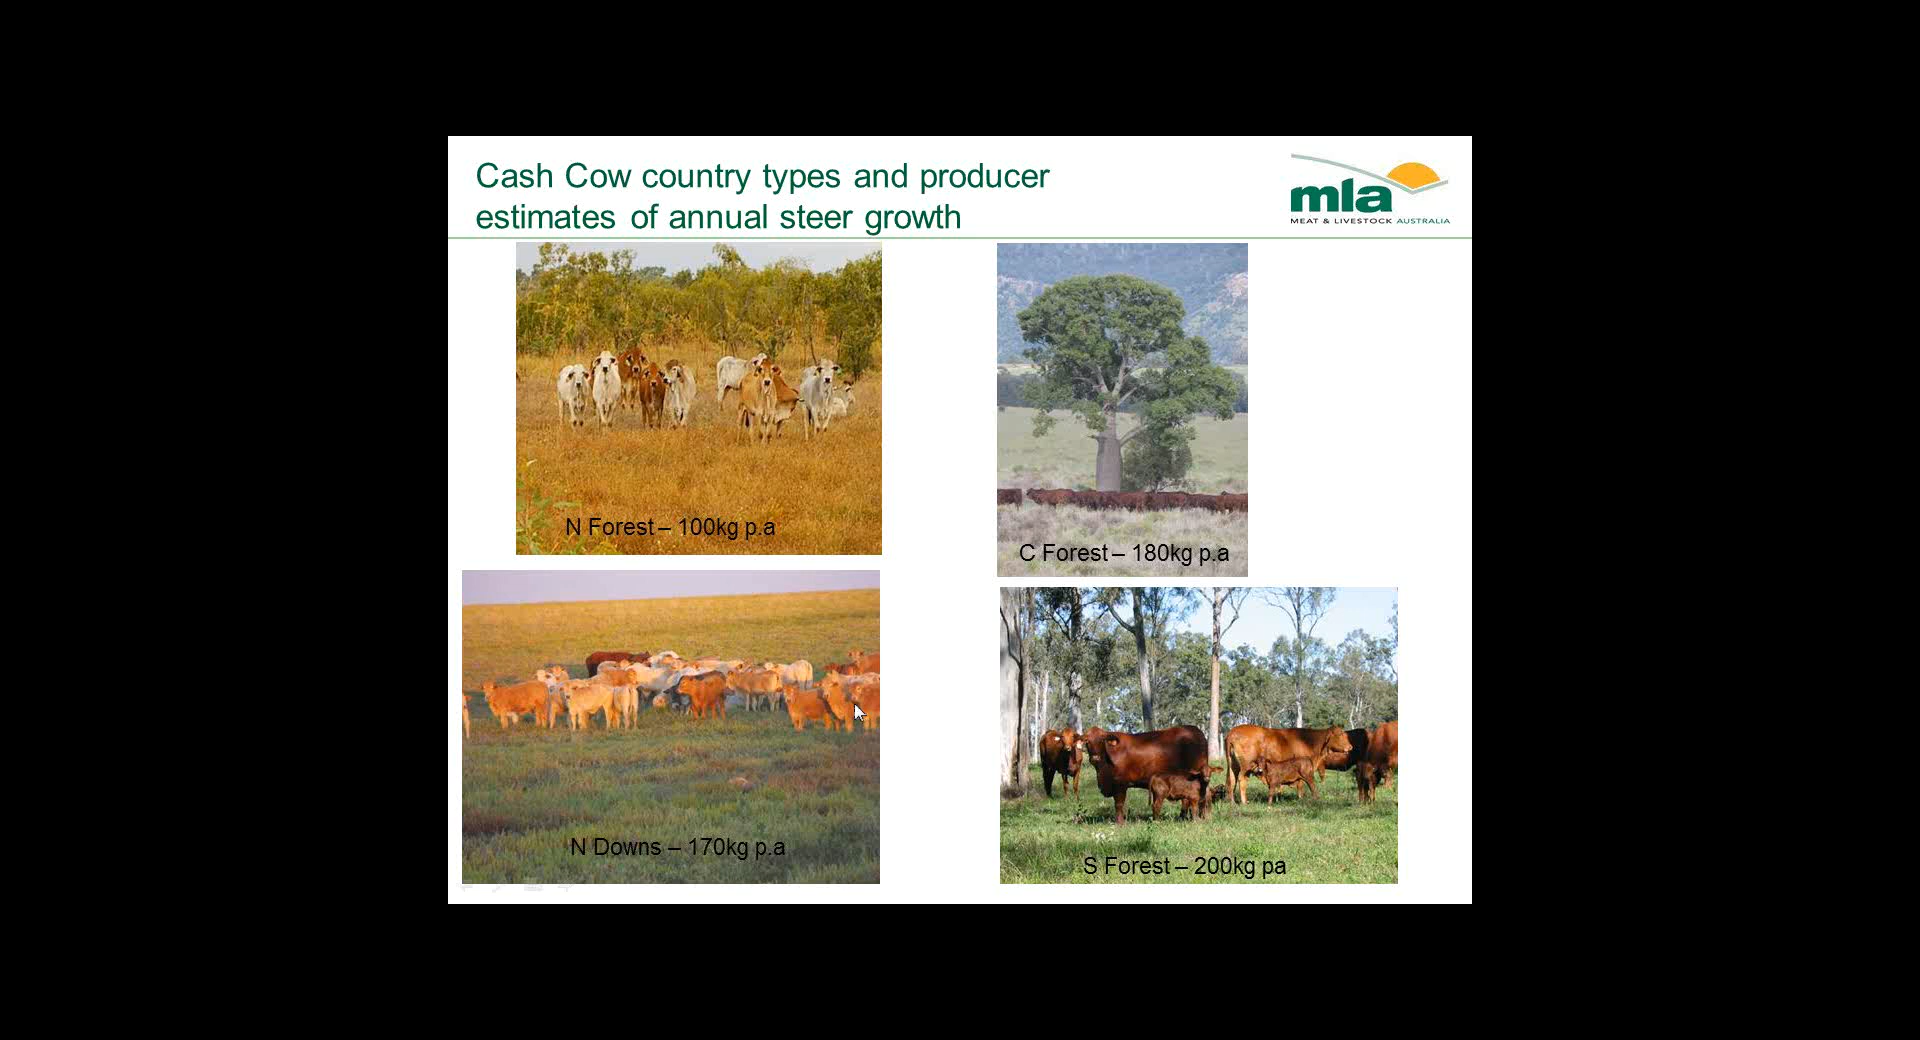 Cash Cow country types and producer
estimates of annual steer growth
mla
MEAT & LIVESTOCK AUSTRALIA
N Forest – 100kg p.a
C Forest – 180kg p.a
N Downs – 170kg p.a
S Forest – 200kg pa